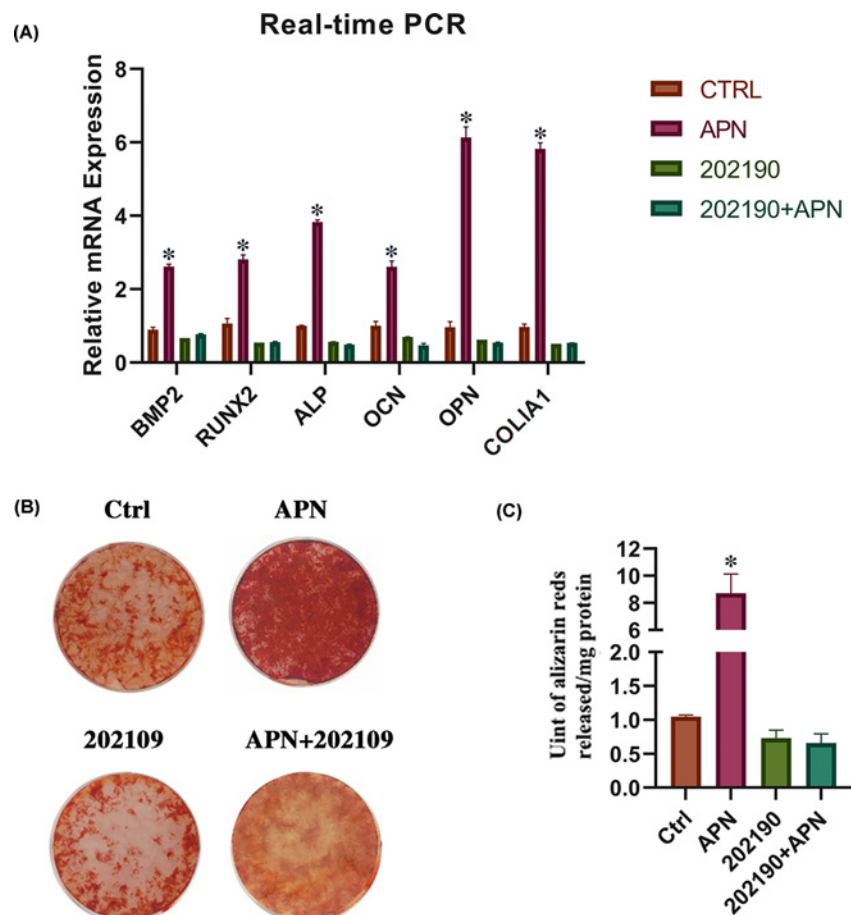 (A)
Real-time PCR
Relative mRNA Expression
8
6
4
2
0
* * * * * *
BMP2 RUNX2 ALP OCN OPN COLIA1
CTRL
APN
202190
202190+APN
(B)
Ctrl APN
202109 APN+202109
(C)
Uint of alizarin reds
released/mg protein
12
10
8
6
2.0
1.5
1.0
0.5
0.0
*
Ctrl APN 202190 202190+APN